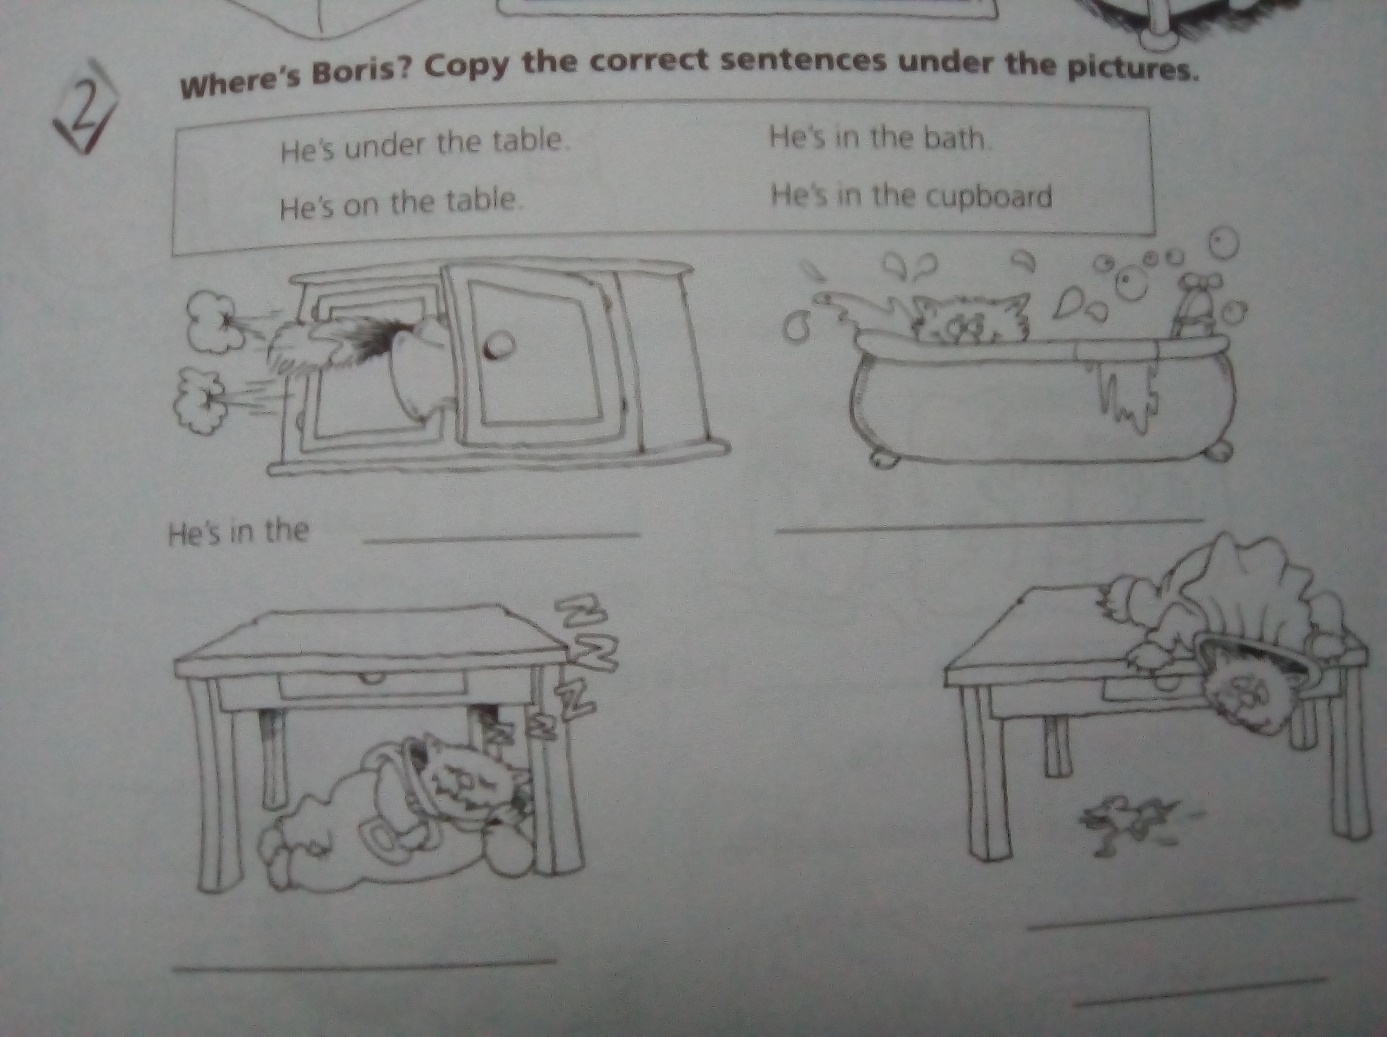 2
Where's Boris? Copy the correct sentences under the pictures.
He's under the table.
He's in the bath.
He's on the table.
He's in the cupboard
He's in the
Z
Z
Z
Z
Z